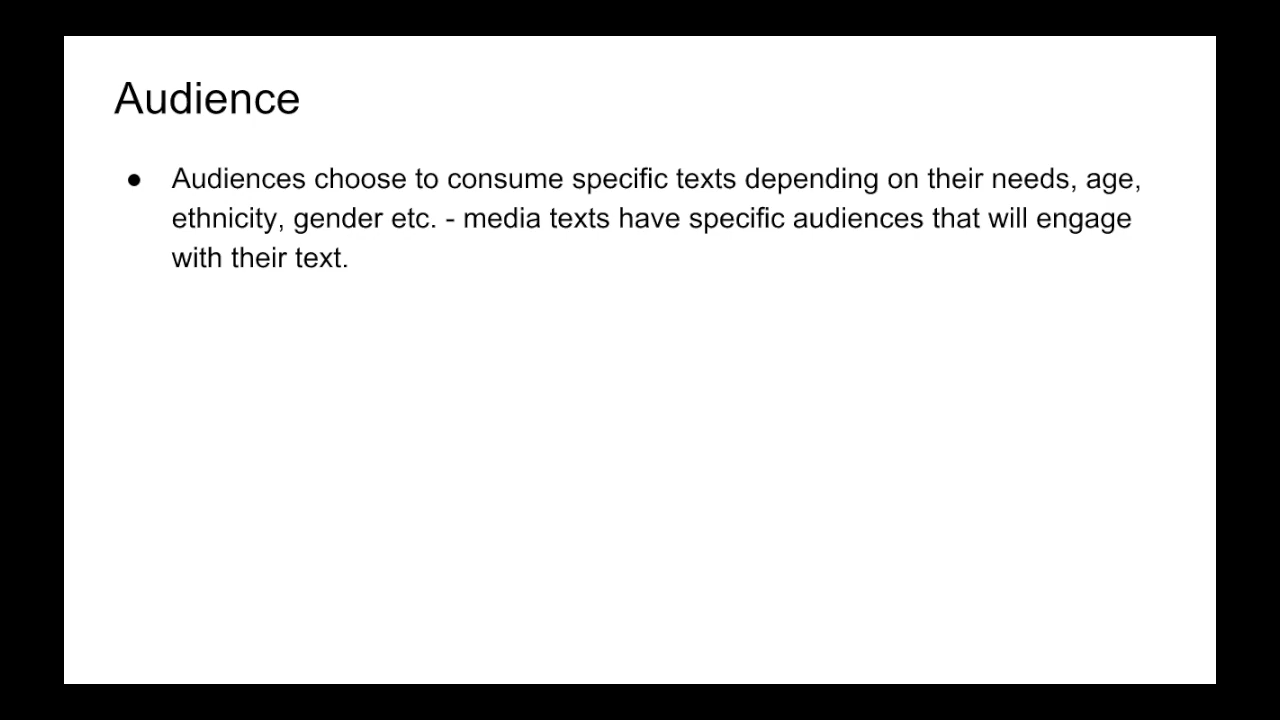 Audience
● Audiences choose to consume specific texts depending on their needs, age,
ethnicity, gender etc. - media texts have specific audiences that will engage
with their text.